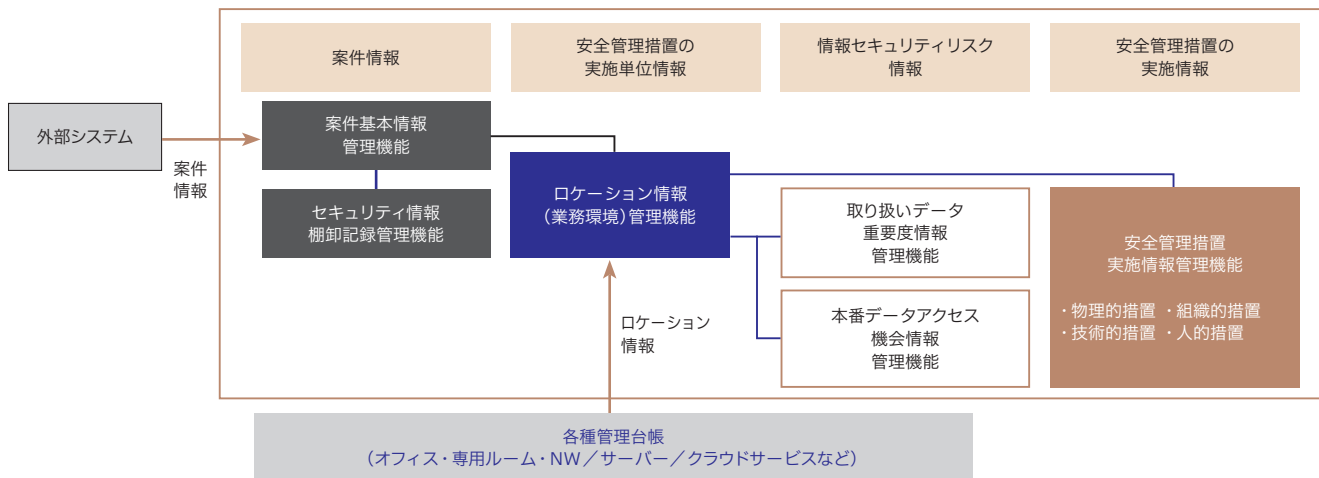 案件情報
安全管理措置の
実施単位情報
情報セキュリティリスク
情報
安全管理措置の
実施情報
外部システム
案件
情報
案件基本情報
管理機能
セキュリティ情報
棚卸記録管理機能
ロケーション情報
（業務環境）管理機能
取り扱いデータ
重要度情報
管理機能
本番データアクセス
機会情報
管理機能
安全管理措置
実施情報管理機能
・物理的措置 ・組織的措置
・技術的措置 ・人的措置
ロケーション
情報
各種管理台帳
（オフィス・専用ルーム・NW／サーバー／クラウドサービスなど）